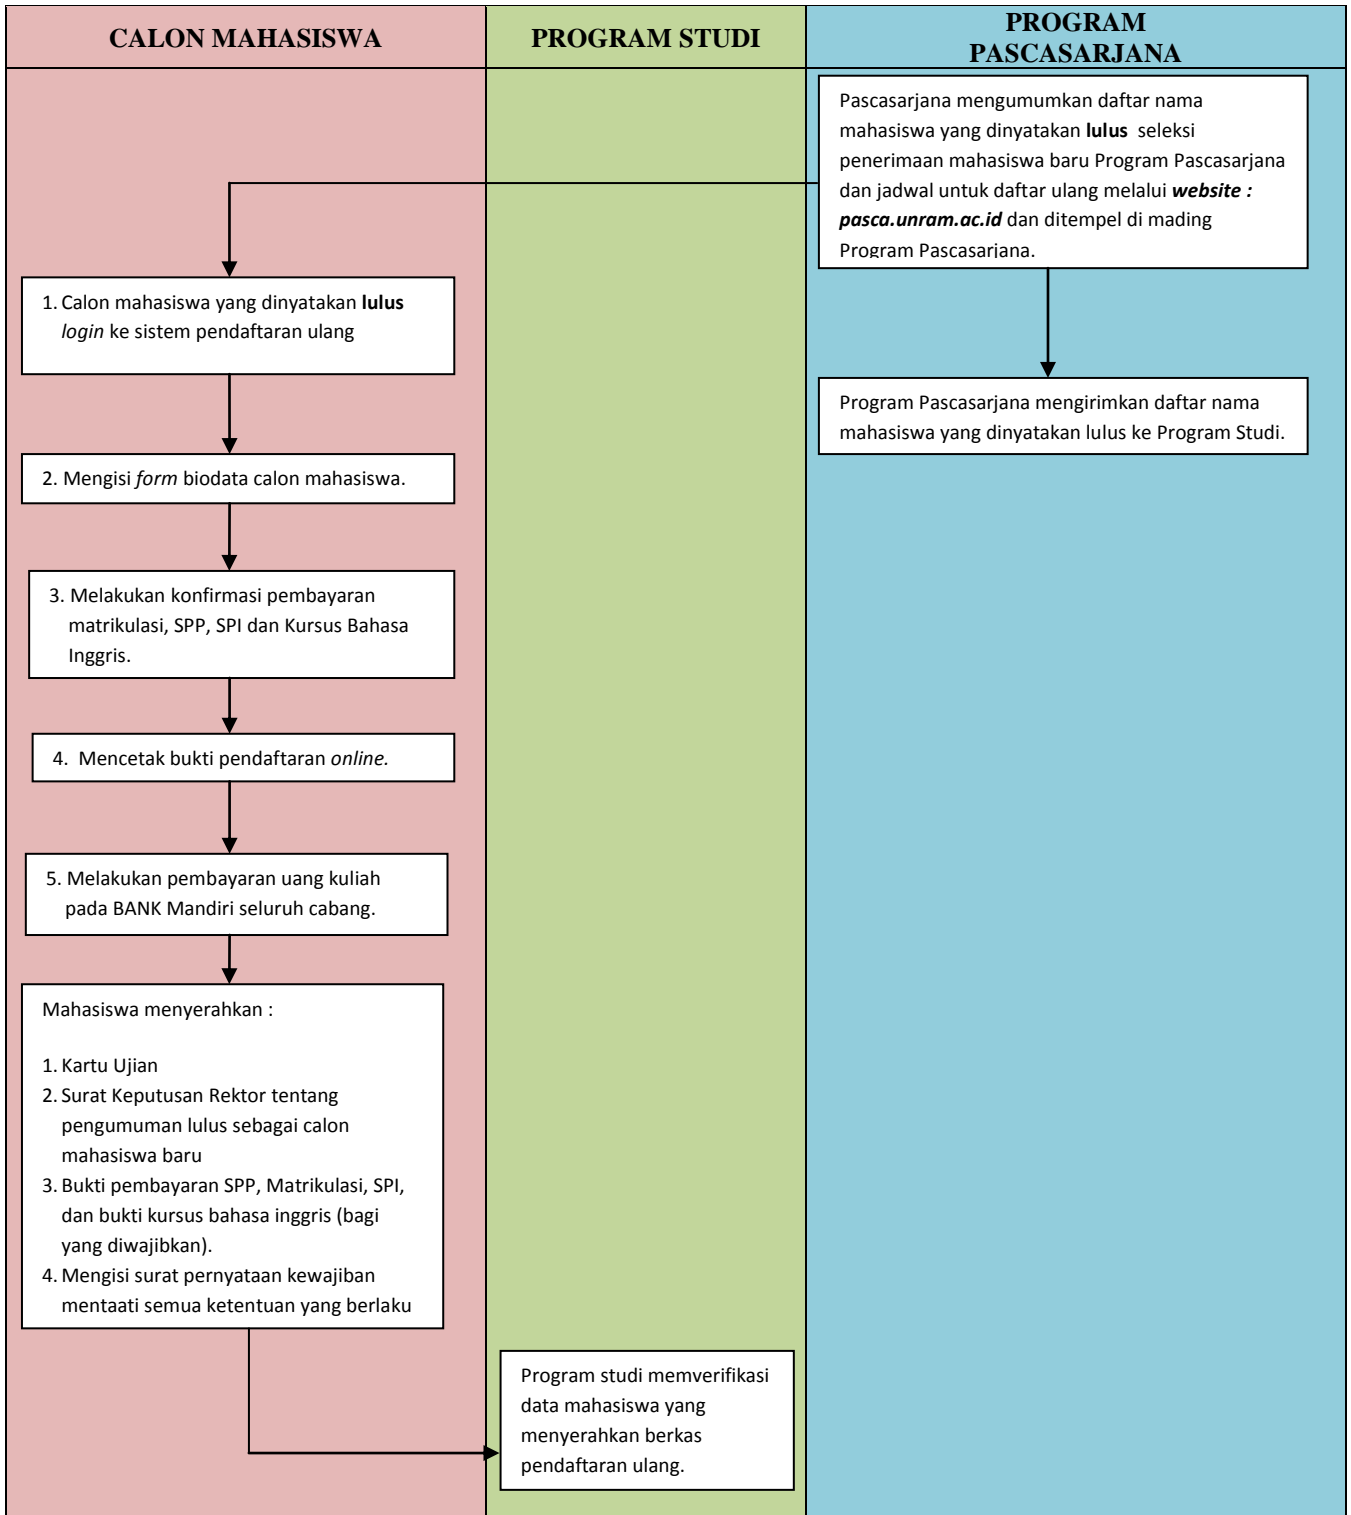 CALON MAHASISWA
PROGRAM STUDI
PROGRAM
PASCASARJANA
Pascasarjana mengumumkan daftar nama
mahasiswa yang dinyatakan lulus seleksi
penerimaan mahasiswa baru Program Pascasarjana
dan jadwal untuk daftar ulang melalui website :
pasca.unram.ac.id dan ditempel di mading
Program Pascasarjana.
1. Calon mahasiswa yang dinyatakan lulus
login ke sistem pendaftaran ulang
Program Pascasarjana mengirimkan daftar nama
mahasiswa yang dinyatakan lulus ke Program Studi.
2. Mengisi form biodata calon mahasiswa.
3. Melakukan konfirmasi pembayaran
matrikulasi, SPP, SPI dan Kursus Bahasa
Inggris.
4. Mencetak bukti pendaftaran online.
5. Melakukan pembayaran uang kuliah
pada BANK Mandiri seluruh cabang.
Mahasiswa menyerahkan :
1. Kartu Ujian
2. Surat Keputusan Rektor tentang
pengumuman lulus sebagai calon
mahasiswa baru
3. Bukti pembayaran SPP, Matrikulasi, SPI,
dan bukti kursus bahasa inggris (bagi
yang diwajibkan).
4. Mengisi surat pernyataan kewajiban
mentaati semua ketentuan yang berlaku
Program studi memverifikasi
data mahasiswa yang
menyerahkan berkas
pendaftaran ulang.